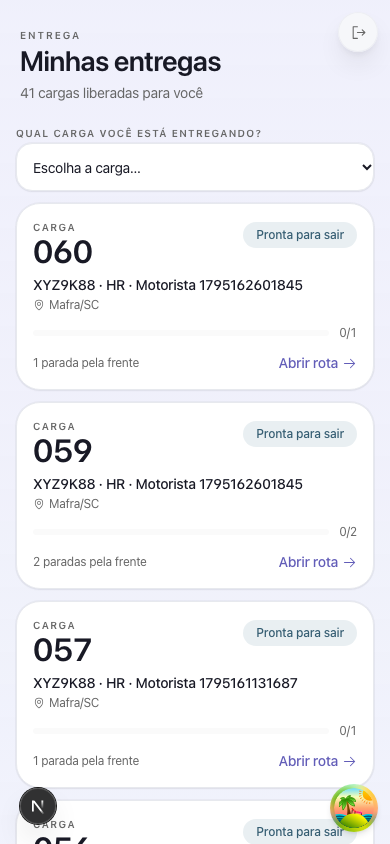 ENTREGA
Minhas entregas
41 cargas liberadas para você
QUAL CARGA VOCÊ ESTÁ ENTREGANDO?
Escolha a carga...
CARGA
Pronta para sair
060
XYZ9K88 · HR · Motorista 1795162601845
Mafra/SC
0/1
1 parada pela frente
Abrir rota →
CARGA
Pronta para sair
059
XYZ9K88 · HR · Motorista 1795162601845
Mafra/SC
0/2
2 paradas pela frente
Abrir rota →
CARGA
Pronta para sair
057
XYZ9K88 · HR · Motorista 1795161131687
Mafra/SC
0/1
1 parada pela frente
Abrir rota →
N
CARGA
Pronta para sair